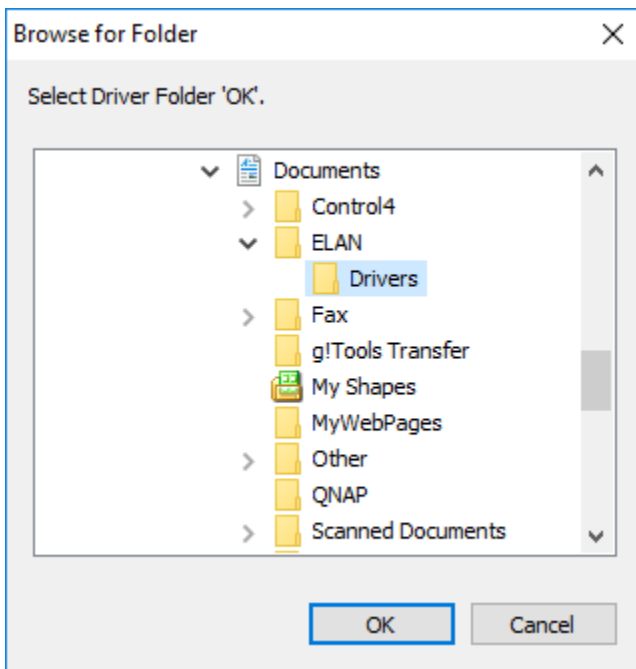 Browse for Folder
Select Driver Folder 'OK'.
Documents
Control4
ELAN
Drivers
Fax
g!Tools Transfer
My Shapes
MyWebPages
Other
QNAP
Scanned Documents
OK Cancel